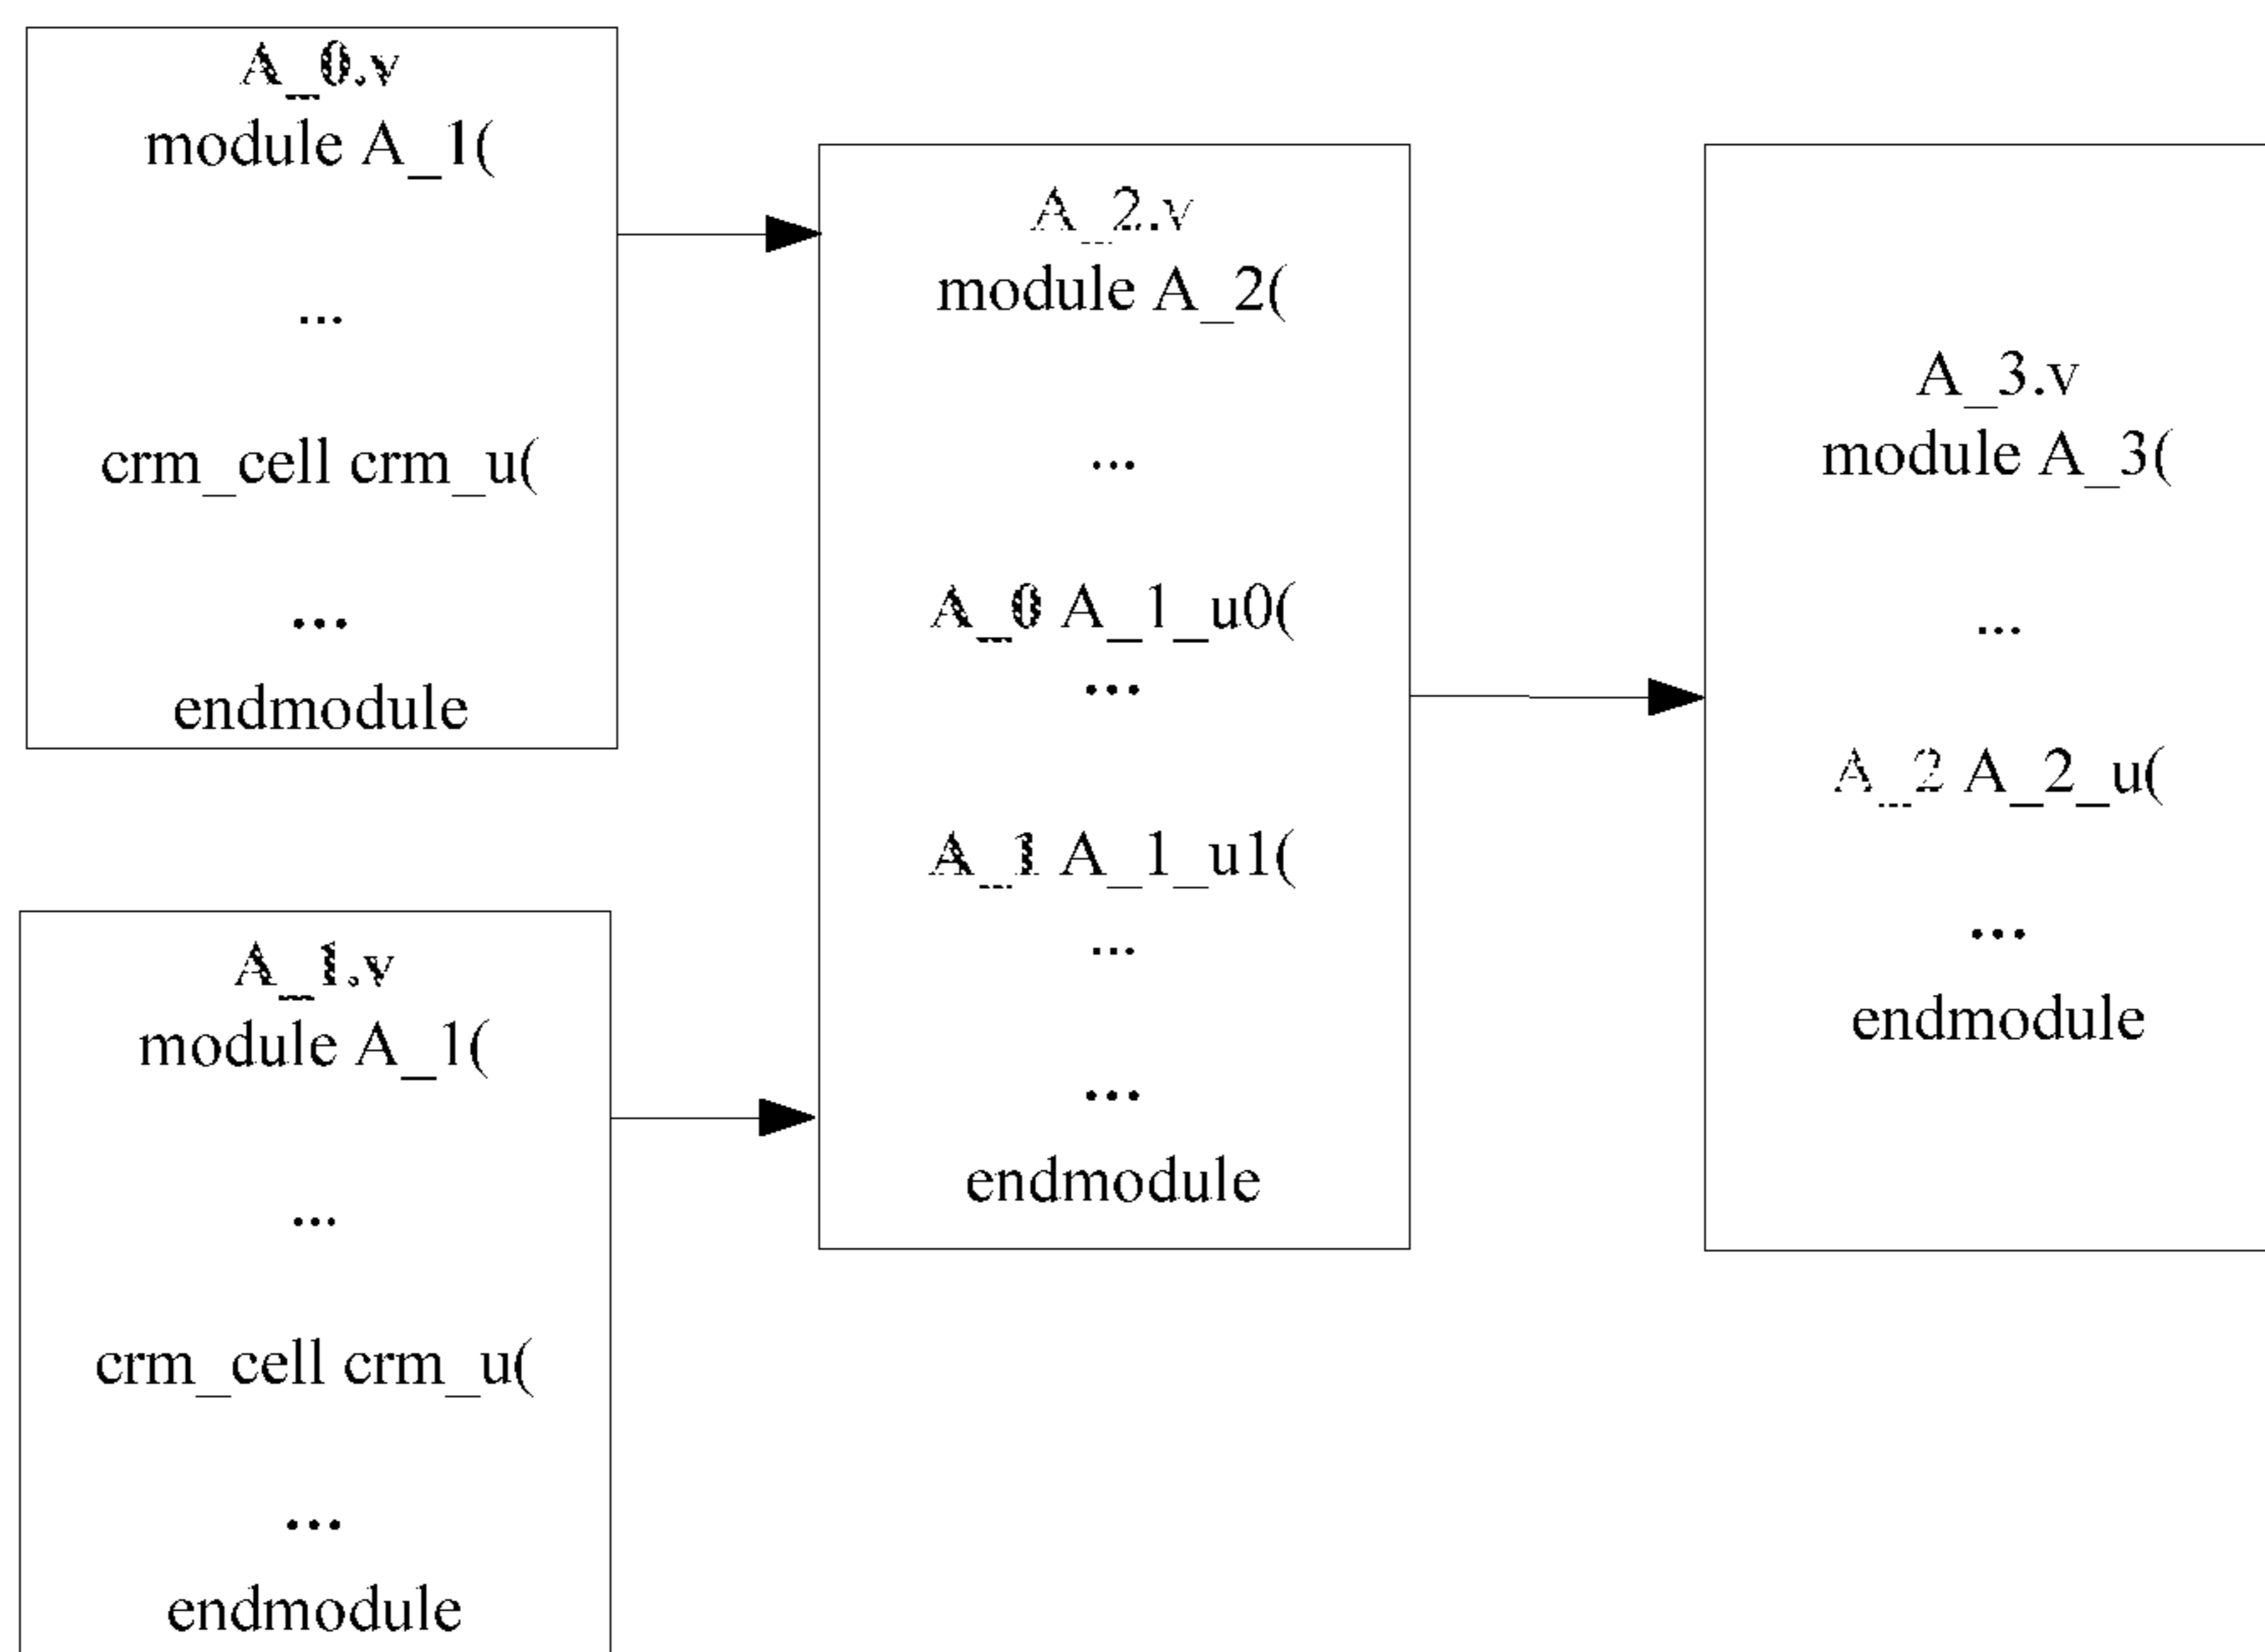 A_0.v
module A_1(
...
crm_cell crm_u(
...
endmodule
A_1.v
module A_1(
...
crm_cell crm_u(
...
endmodule
A_2.v
module A_2(
...
A_0 A_1_u0(
...
A_1 A_1_u1(
...
...
endmodule
A_3.v
module A_3(
...
A_2 A_2_u(
...
endmodule